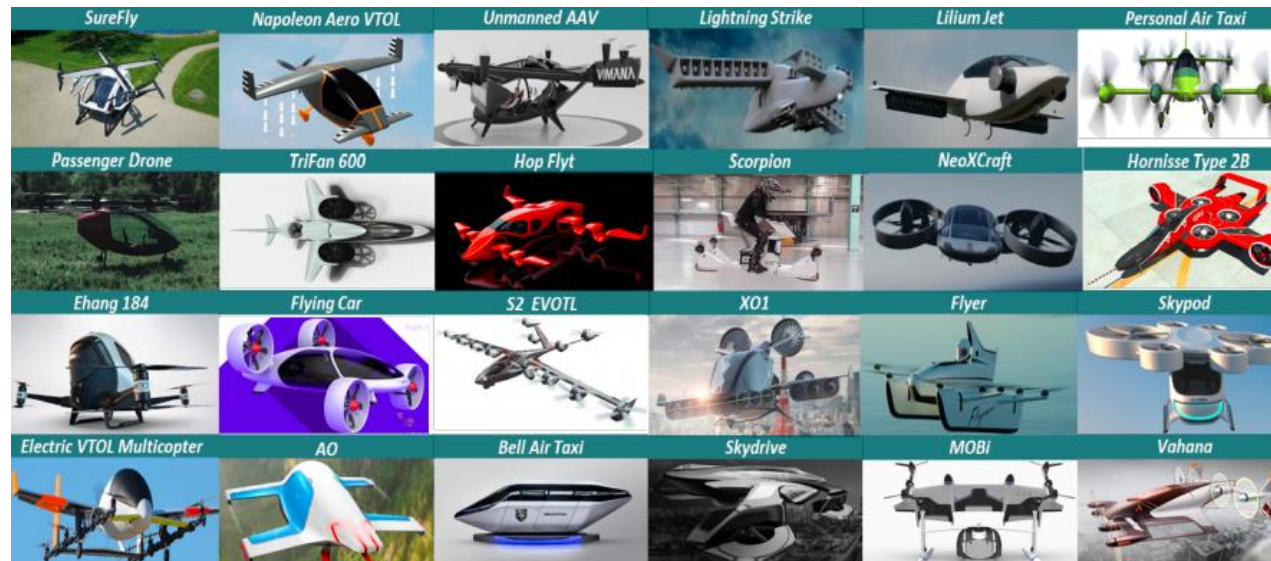 SureFly
Napoleon Aero VTOL
Unmanned AAV
Lightning Strike
Lilium Jet
Personal Air Taxi
VIMANA
Passenger Drone
TriFan 600
Hop Flyt
Scorpion
NeoXCraft
Hornisse Type 2B
Ehang 184
Flying Car
S2 EVOTL
XO1
Flyer
Skypod
Flyer
Electric VTOL Multicopter
AO
Bell Air Taxi
Skydrive
MOBi
Vahana